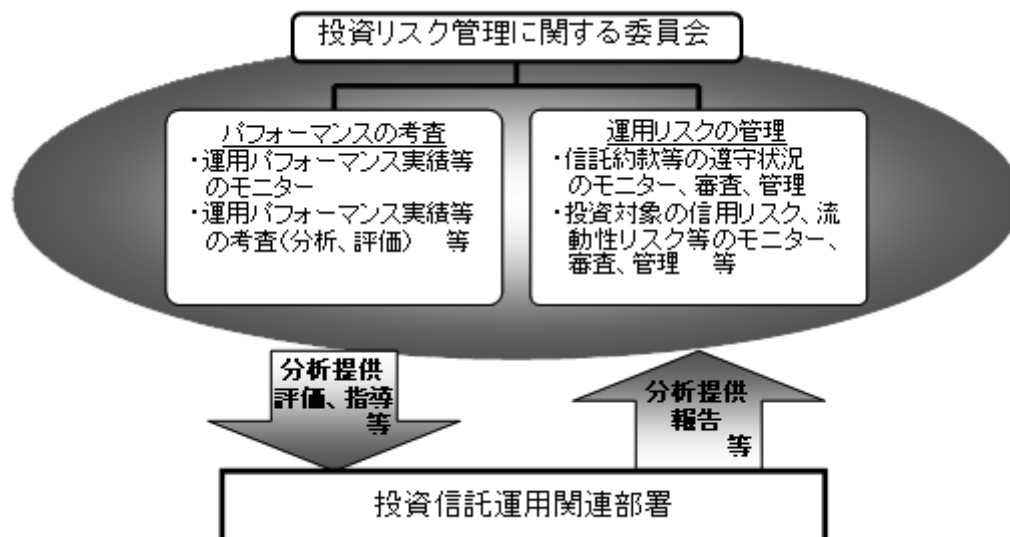 投資リスク管理に関する委員会
パフォーマンスの考査
・運用パフォーマンス実績等
のモニター
・運用パフォーマンス実績等
の考査(分析、評価) 等
運用リスクの管理
・信託約款等の遵守状況
のモニター、審査、管理
・投資対象の信用リスク、流
動性リスク等のモニター、
審査、管理 等
分析提供
評価、指導
等
分析提供
報告
等
投資信託運用関連部署